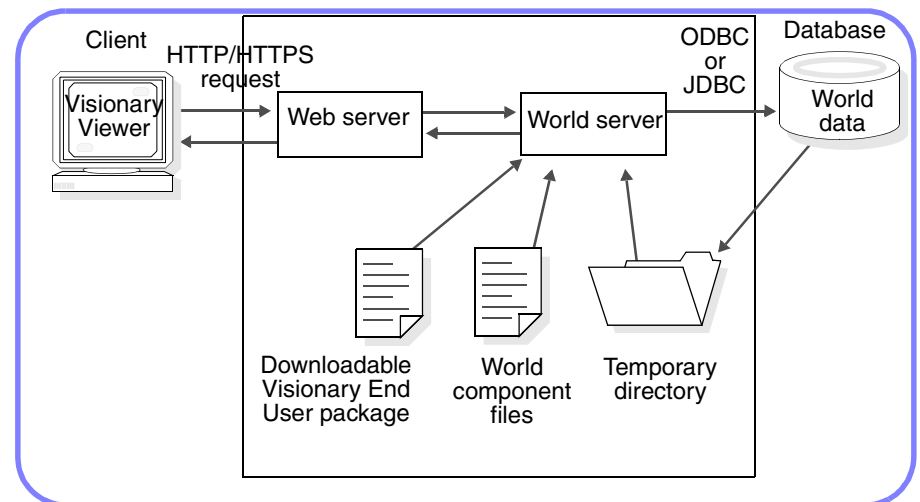 Client
HTTP/HTTPS
request
ODBC
or
JDBC
Database
Visionary
Viewer
Web server
World server
World
data
Downloadable
Visionary End
User package
World
component
files
Temporary
directory